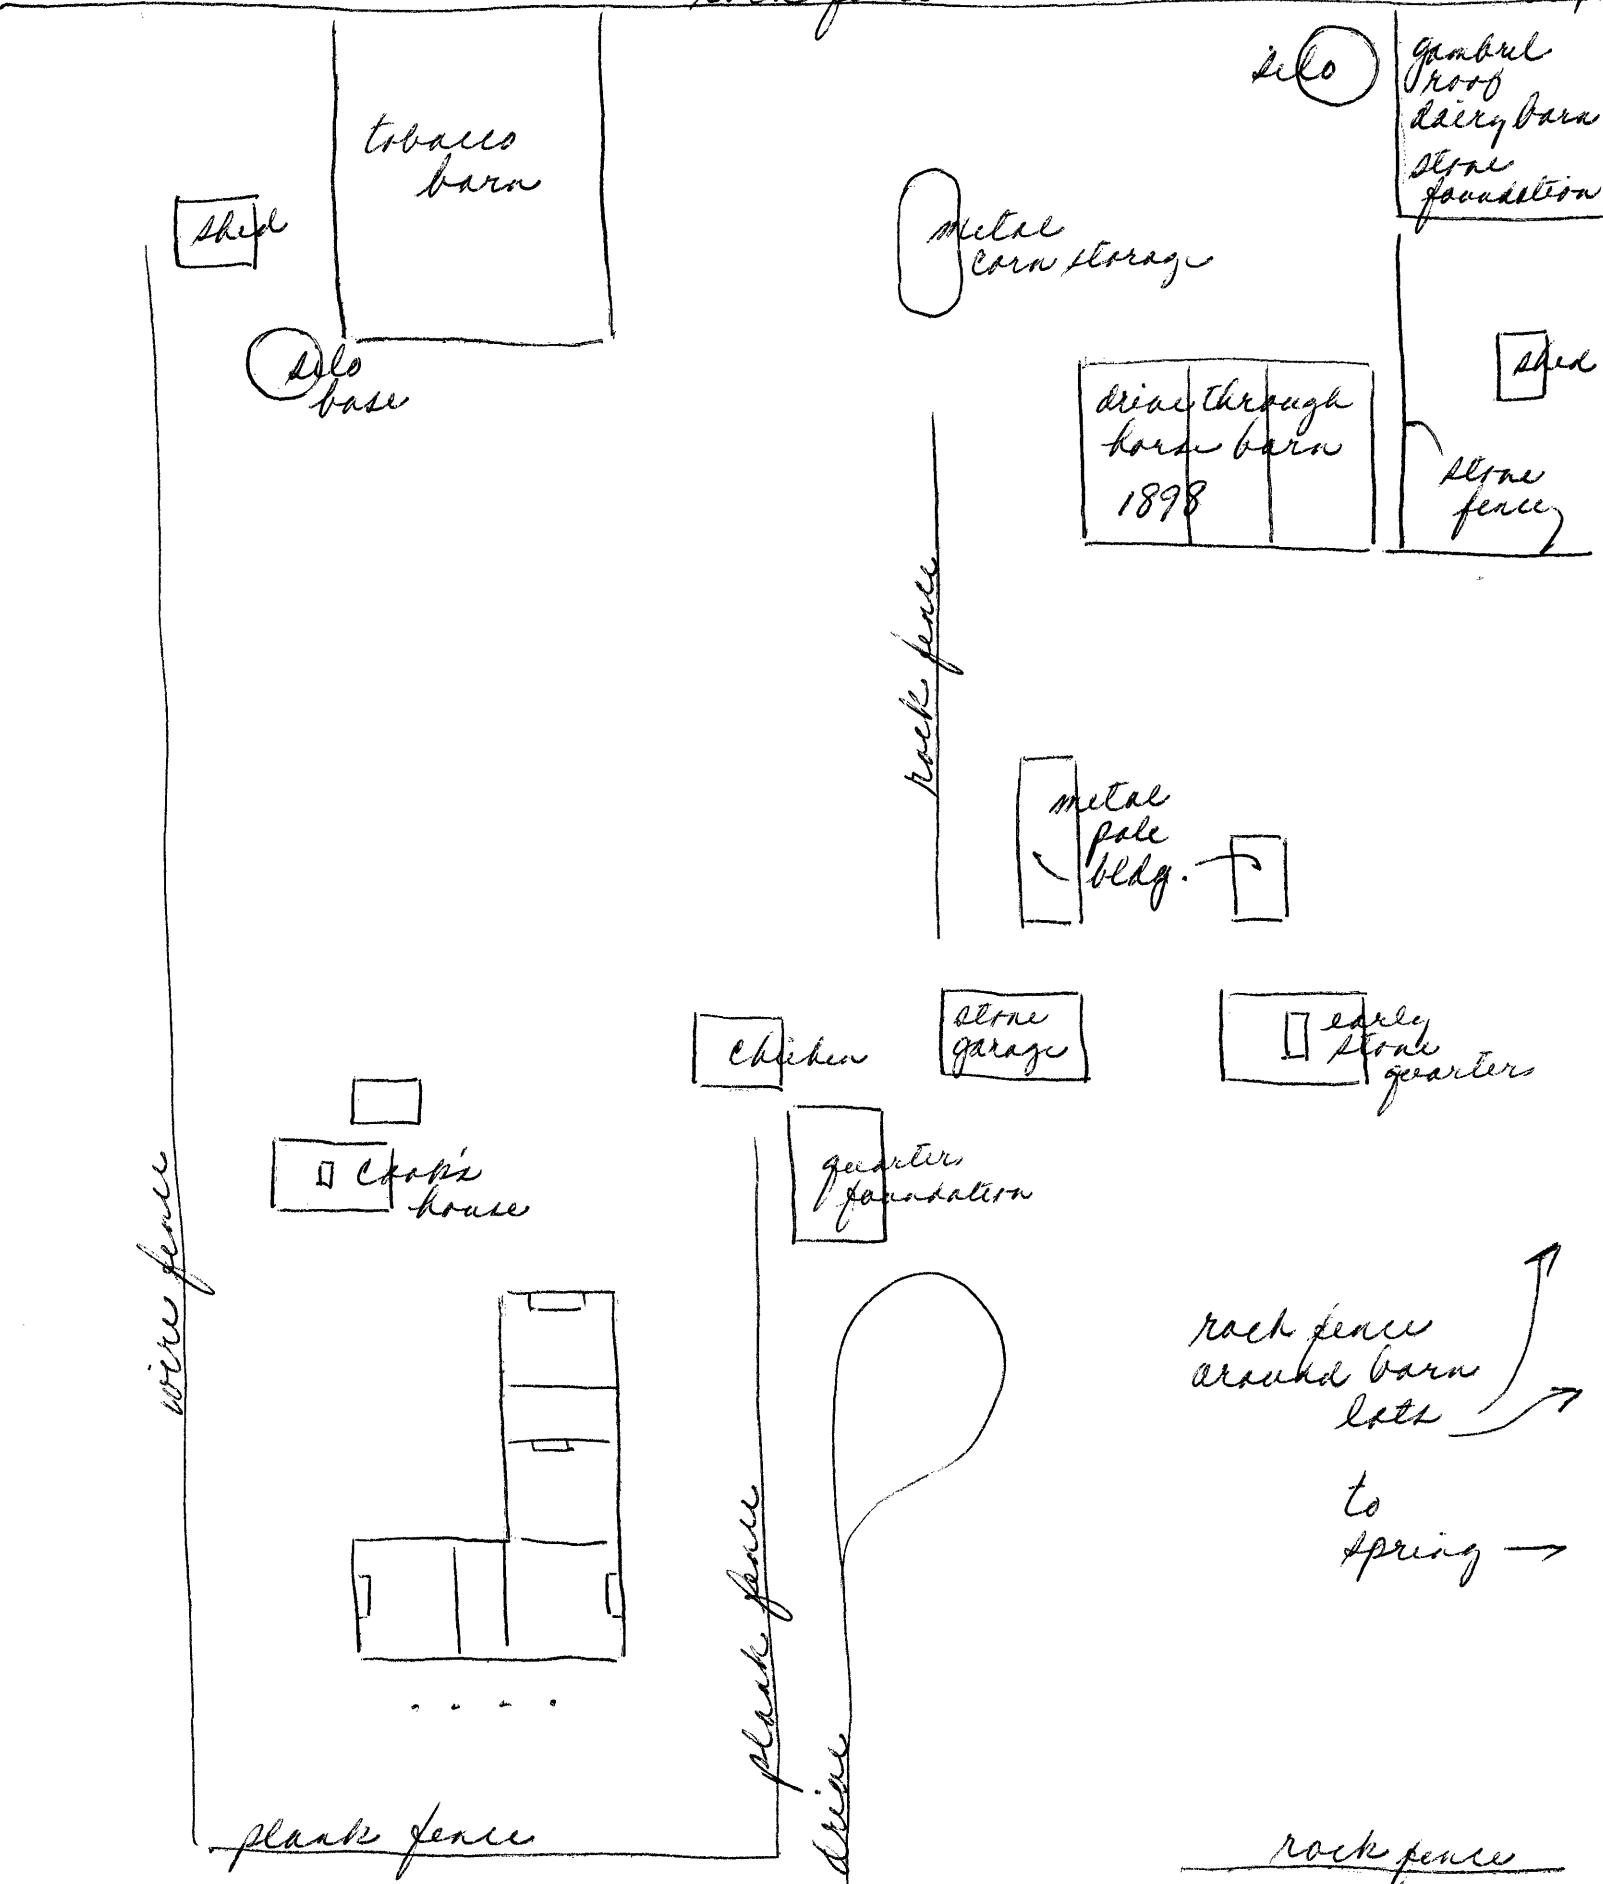 rock fence
silo
gambrel
roof
dairy barn
stone
foundation
tobacco
barn
shed
metal
corn storage
silo
base
drive through
horse barn
1898
shed
stone
fence
rock fence
metal
pole
bldg.
chicken
stone
garage
early
stone
quarters
cook's
house
quarters
foundation
wire fence
rock fence
around barn
lots
to
spring
plank fence
drive
plank fence
rock fence